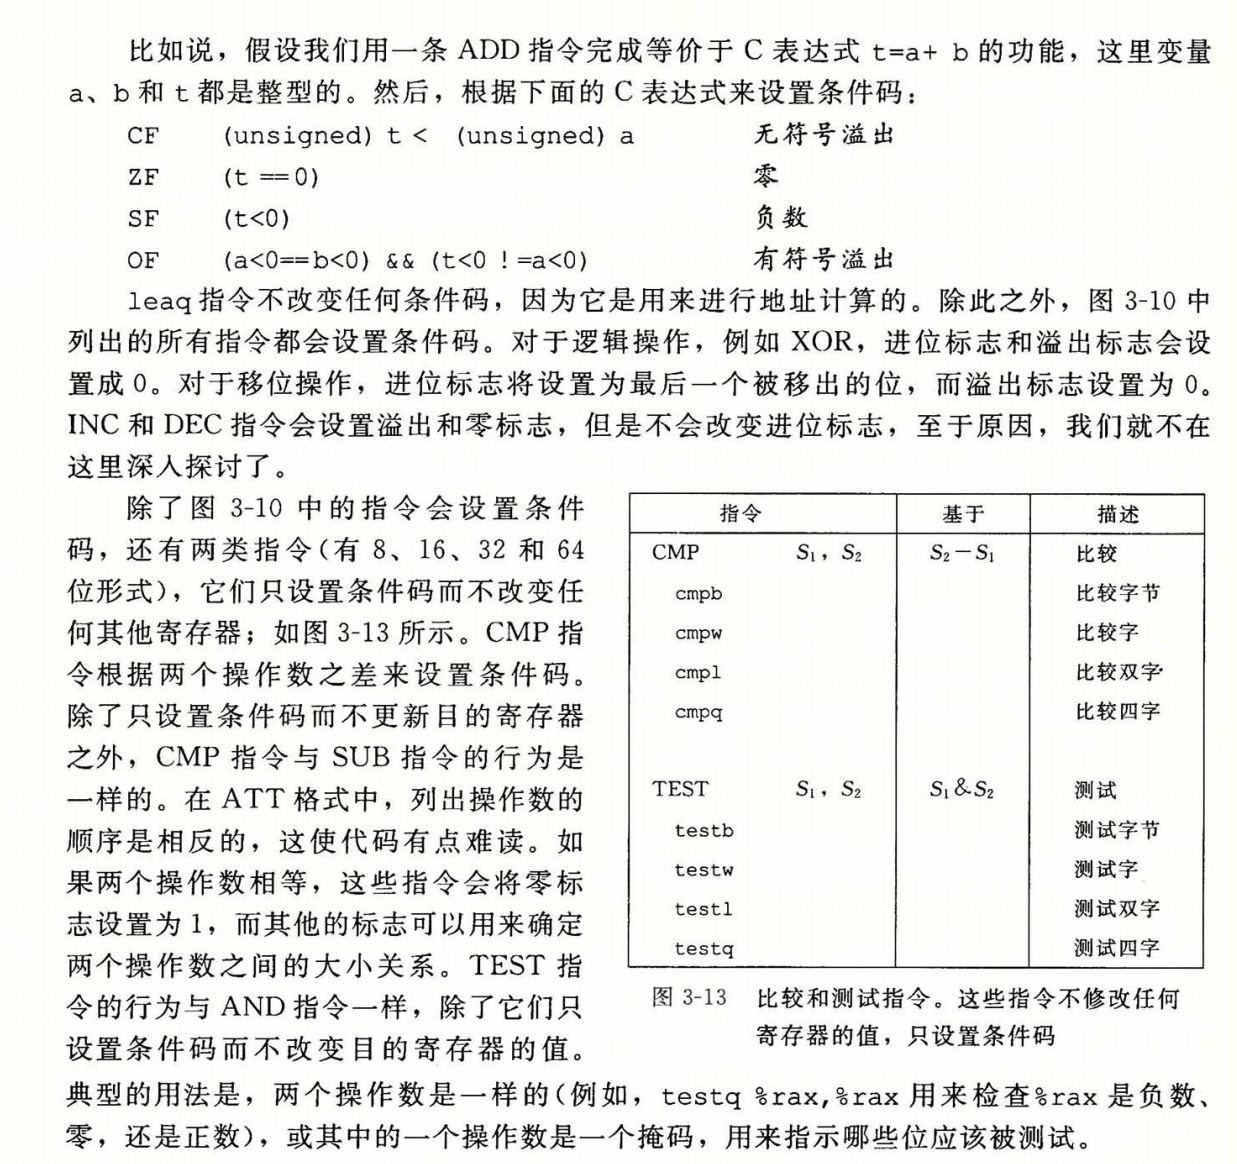 比如说，假设我们用一条 ADD 指令完成等价于 C 表达式 t=a+ b 的功能，这里变量
a、b 和 t 都是整型的。然后，根据下面的 C 表达式来设置条件码：
CF (unsigned) t < (unsigned) a 无符号溢出
ZF (t ==0) 零
SF (t<0) 负数
OF (a<0==b<0) && (t<0 !=a<0) 有符号溢出
leaq 指令不改变任何条件码，因为它是用来进行地址计算的。除此之外，图 3-10 中
列出的所有指令都会设置条件码。对于逻辑操作，例如 XOR，进位标志和溢出标志会设
置成 0。对于移位操作，进位标志将设置为最后一个被移出的位，而溢出标志设置为 0。
INC 和 DEC 指令会设置溢出和零标志，但是不会改变进位标志，至于原因，我们就不在
这里深入探讨了。
除了图 3-10 中的指令会设置条件
码，还有两类指令(有 8、16、32 和 64
位形式)，它们只设置条件码而不改变任
何其他寄存器；如图 3-13 所示。CMP 指
令根据两个操作数之差来设置条件码。
除了只设置条件码而不更新目的寄存器
之外，CMP 指令与 SUB 指令的行为是
一样的。在 ATT 格式中，列出操作数的
顺序是相反的，这使代码有点难读。如
果两个操作数相等，这些指令会将零标
志设置为 1，而其他的标志可以用来确定
两个操作数之间的大小关系。TEST 指
令的行为与 AND 指令一样，除了它们只
设置条件码而不改变目的寄存器的值。
指令 基于 描述
CMP S₁，S₂ S₂－S₁ 比较
cmpb 比较字节
cmpw 比较字
cmpl 比较双字
cmpq 比较四字
TEST S₁，S₂ S₁&S₂ 测试
testb 测试字节
testw 测试字
testl 测试双字
testq 测试四字
图 3-13 比较和测试指令。这些指令不修改任何
寄存器的值，只设置条件码
典型的用法是，两个操作数是一样的(例如，testq %rax,%rax 用来检查%rax 是负数、
零，还是正数)，或其中的一个操作数是一个掩码，用来指示哪些位应该被测试。